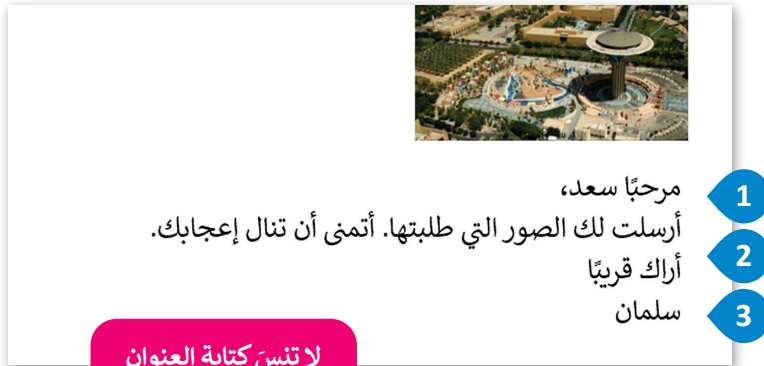 مرحبًا سعد،
1
أرسلت لك الصور التي طلبتها. أتمنى أن تنال إعجابك.
2
أراك قريبًا
سلمان
3
لا تنسَ كتابة العنوان